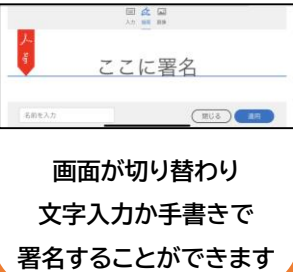 入力 描画 画像
Sign
ここに署名
名前を入力
閉じる 適用
画面が切り替わり
文字入力か手書きで
署名することができます